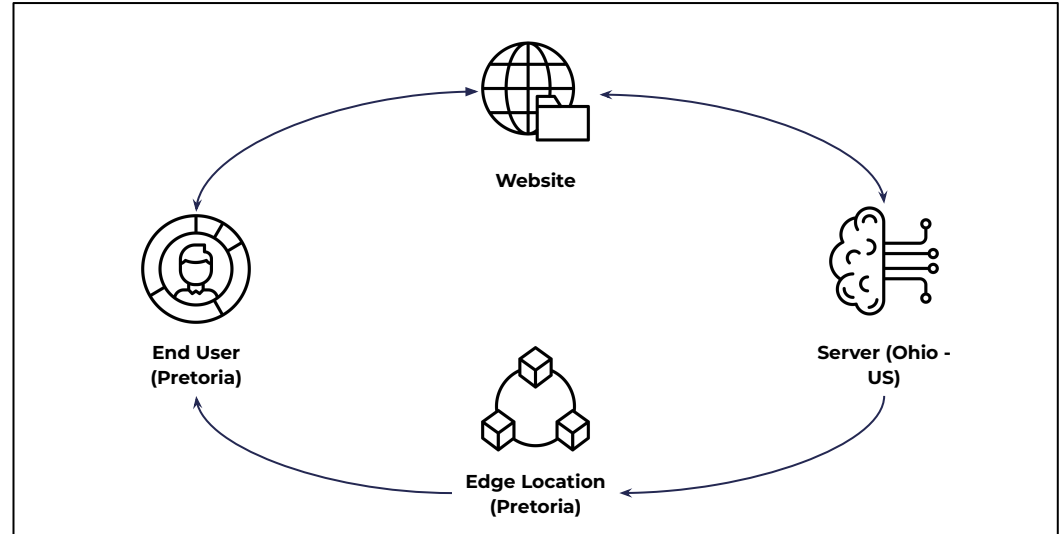 Website
End User
(Pretoria)
Server (Ohio -
US)
Edge Location
(Pretoria)